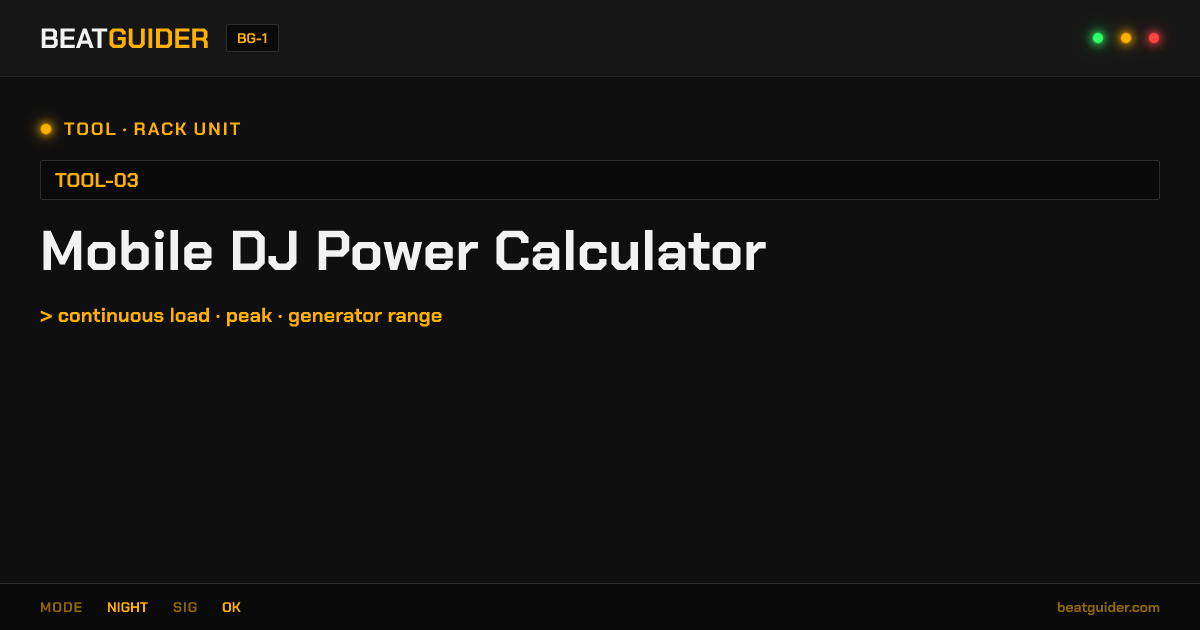 BEATGUIDER BG-1
TOOL · RACK UNIT
TOOL-03
Mobile DJ Power Calculator
> continuous load · peak · generator range
MODE NIGHT SIG OK beatguider.com